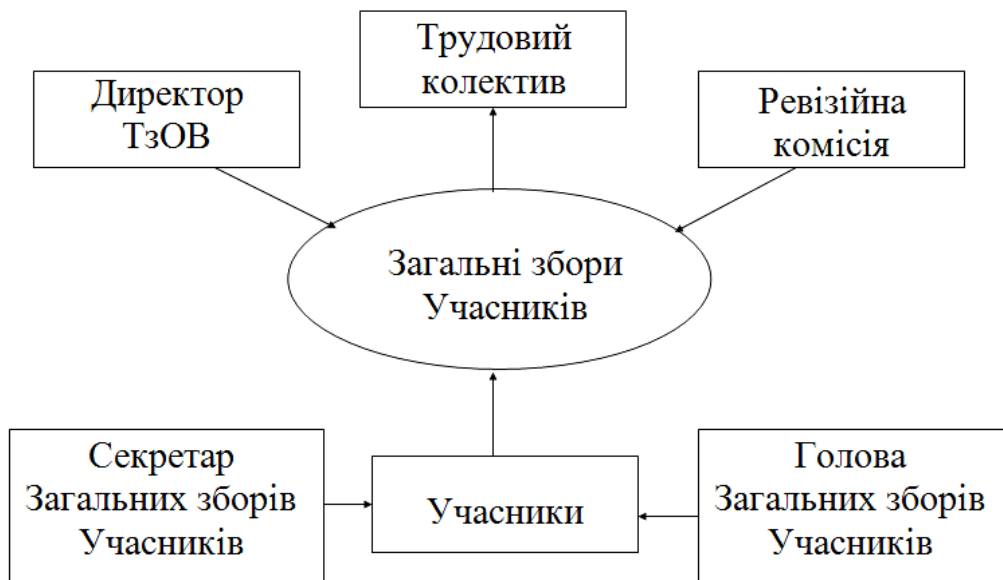 Трудовий
колектив
Директор
ТзОВ
Ревізійна
комісія
Загальні збори
Учасників
Секретар
Загальних зборів
Учасників
Учасники
Голова
Загальних зборів
Учасників